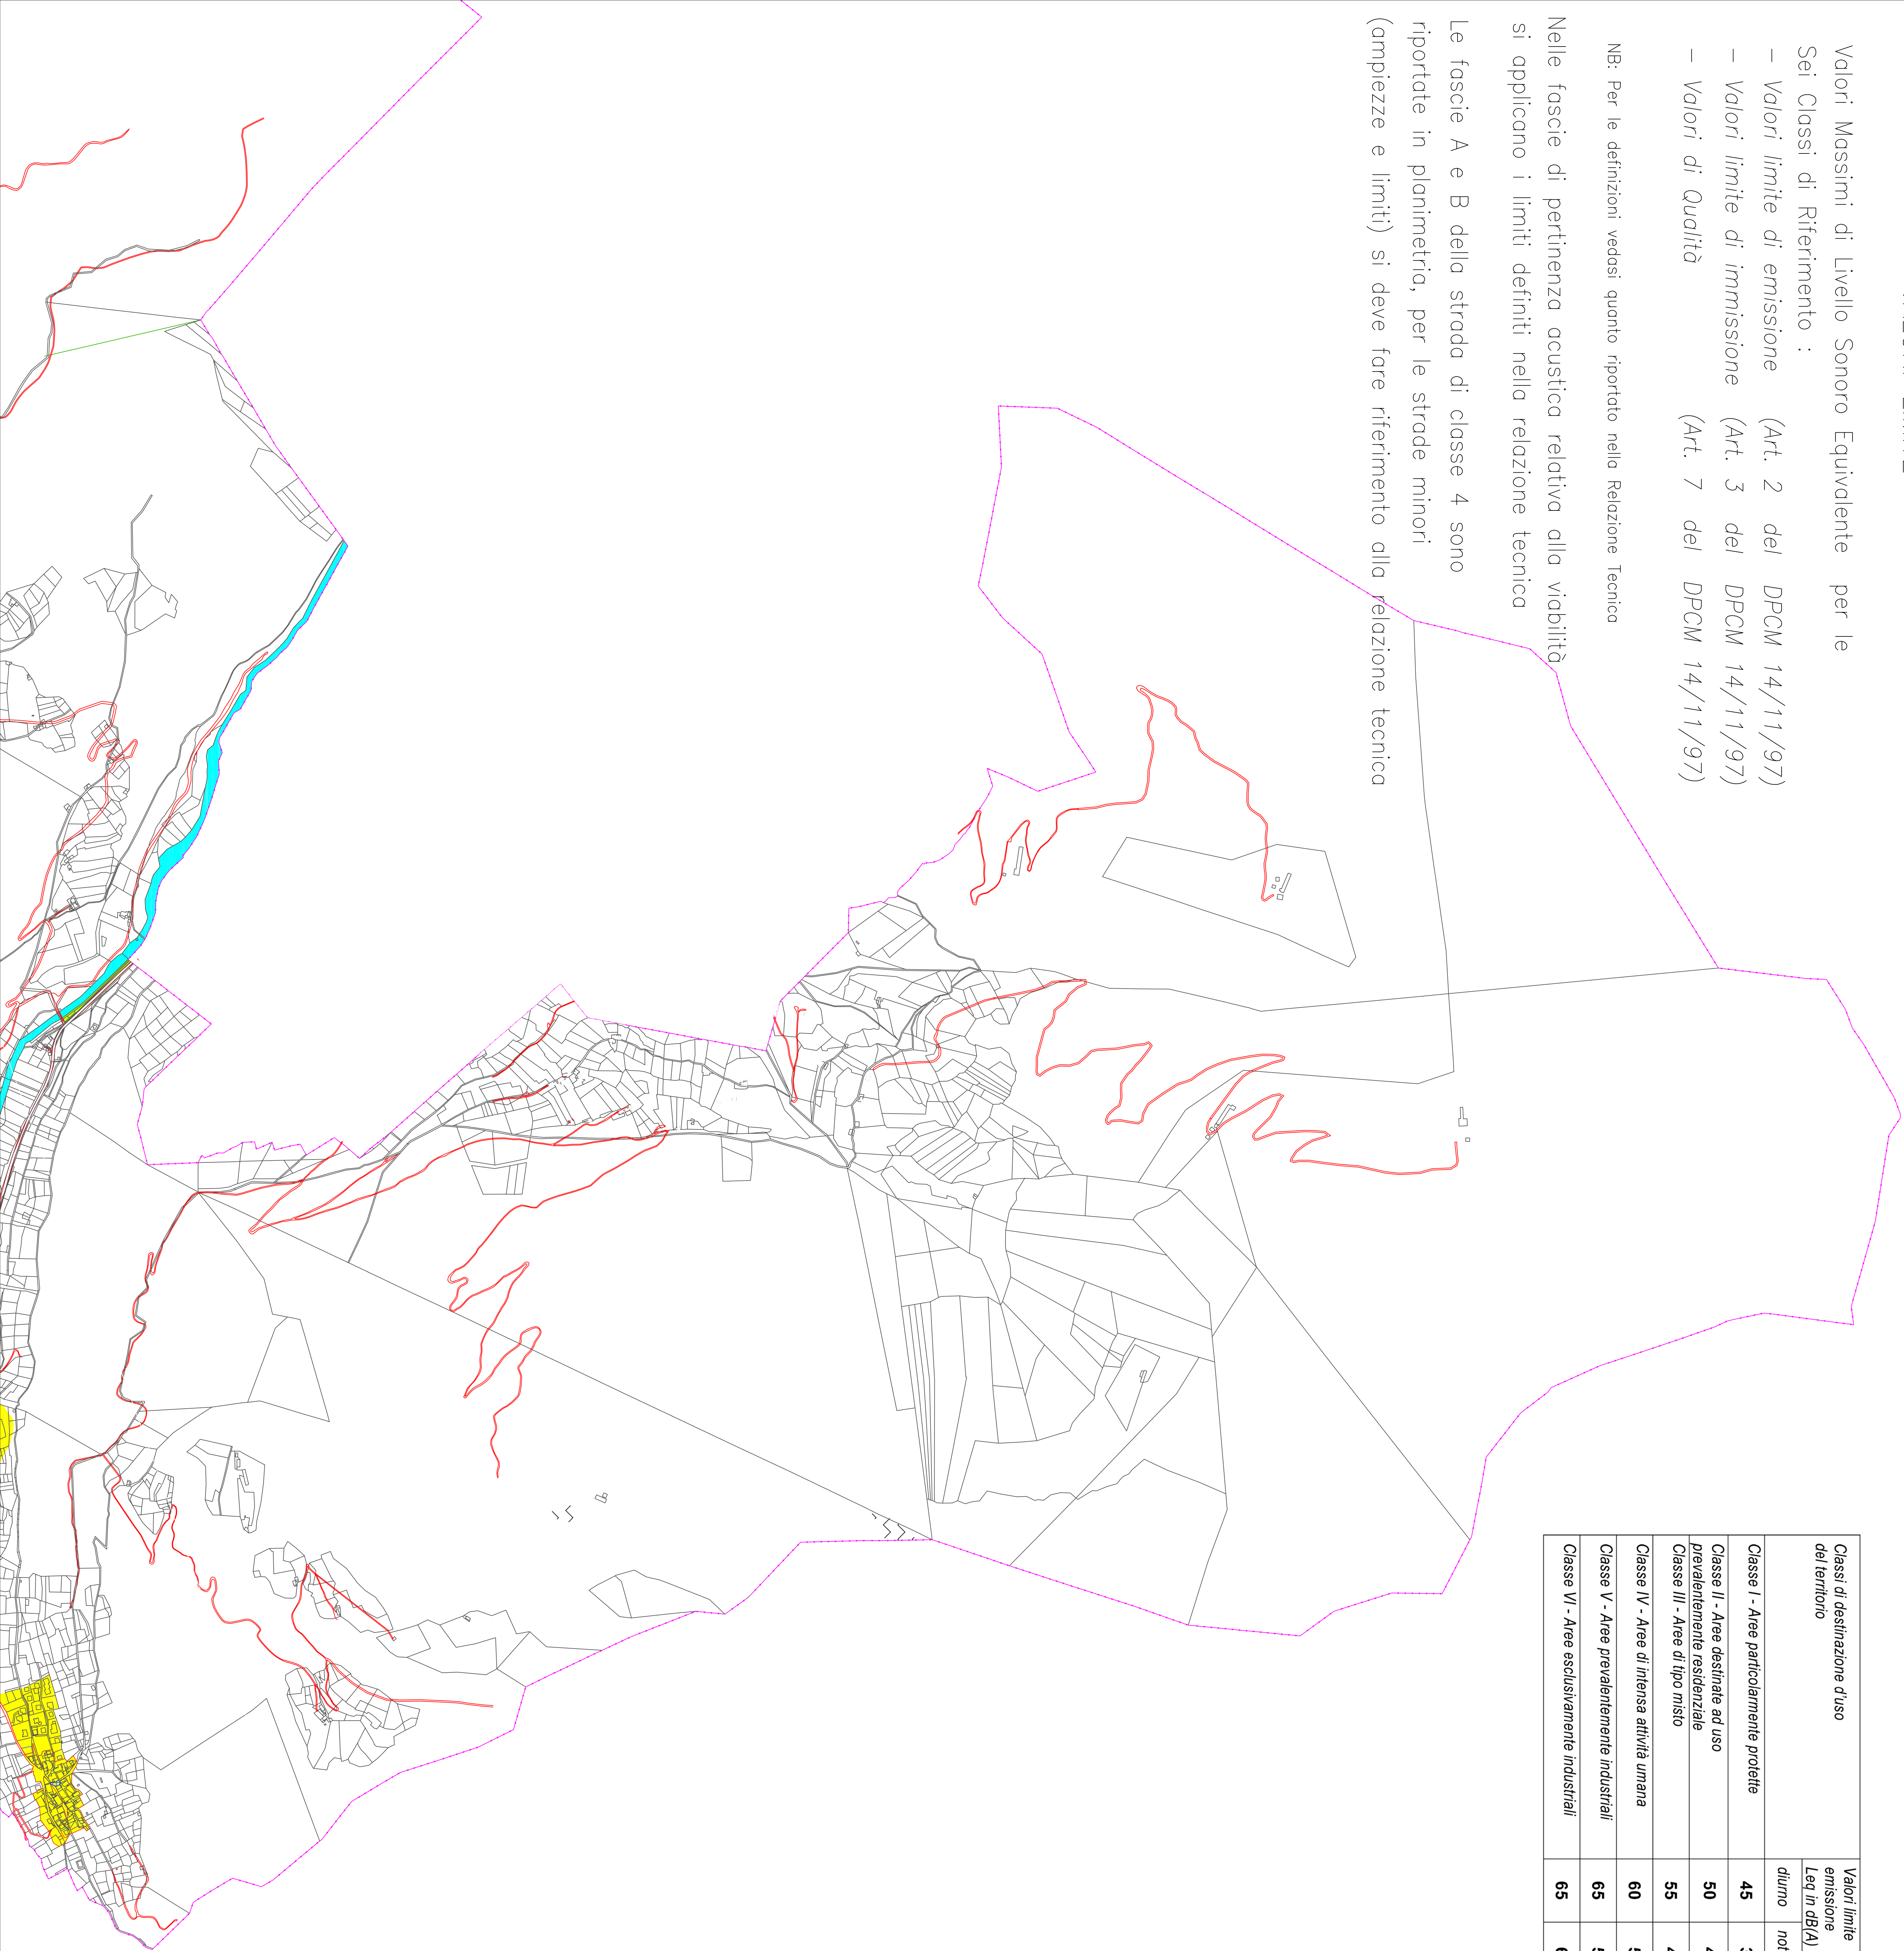 Valori Massimi di Livello Sonoro Equivalente per le
Sei Classi di Riferimento :
– Valori limite di emissione (Art. 2 del DPCM 14/11/97)
– Valori limite di immissione (Art. 3 del DPCM 14/11/97)
– Valori di Qualità (Art. 7 del DPCM 14/11/97)
NB: Per le definizioni vedasi quanto riportato nella Relazione Tecnica
Nelle fascie di pertinenza acustica relativa alla viabilità
si applicano i limiti definiti nella relazione tecnica
Le fascie A e B della strada di classe 4 sono
riportate in planimetria, per le strade minori
(ampiezze e limiti) si deve fare riferimento alla relazione tecnica
Classi di destinazione d'uso
del territorio
Valori limite
emissione
Leq in dB(A)
diurno not
Classe I - Aree particolarmente protette 45
Classe II - Aree destinate ad uso
prevalentemente residenziale 50
Classe III - Aree di tipo misto 55
Classe IV - Aree di intensa attività umana 60
Classe V - Aree prevalentemente industriali 65
Classe VI - Aree esclusivamente industriali 65